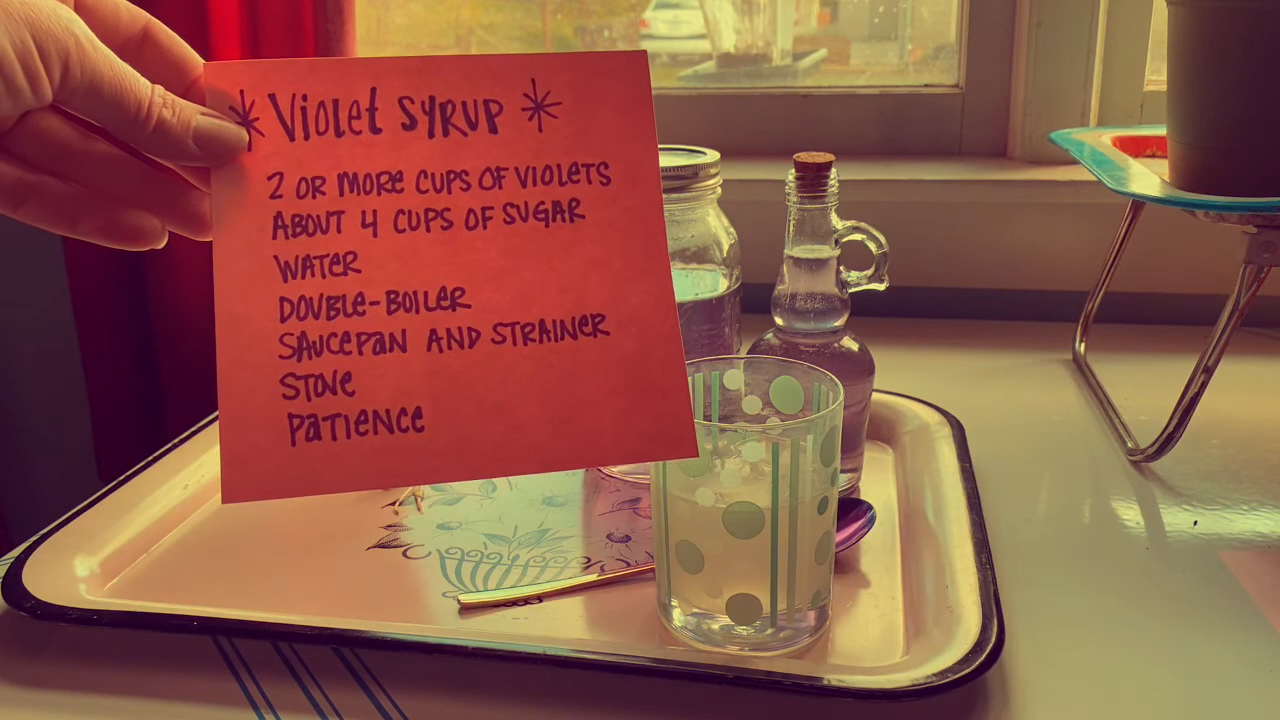 * Violet SYRUP *
2 OR MORE CUPS OF VIOLETS
ABOUT 4 CUPS OF SUGAR
WATER
DOUBLE-BOILER
SAUCEPAN AND STRAINER
STOVE
PATIENCE